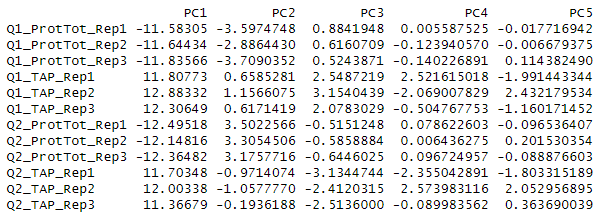 PC1 PC2 PC3 PC4 PC5
Q1_ProtTot_Rep1 -11.58305 -3.5974748 0.8841948 0.005587525 -0.017716942
Q1_ProtTot_Rep2 -11.64434 -2.8864430 0.6160709 -0.123940570 -0.006679375
Q1_ProtTot_Rep3 -11.83566 -3.7090352 0.5243871 -0.140226891 0.114382490
Q1_TAP_Rep1 11.80773 0.6585281 2.5487219 2.521615018 -1.991443344
Q1_TAP_Rep2 12.88332 1.1566075 3.1540439 -2.069007829 2.432179534
Q1_TAP_Rep3 12.30649 0.6171419 2.0783029 -0.504767753 -1.160171452
Q2_ProtTot_Rep1 -12.49518 3.5022566 -0.5151248 0.078622603 -0.096536407
Q2_ProtTot_Rep2 -12.14816 3.3054506 -0.5858884 0.006436275 0.201530354
Q2_ProtTot_Rep3 -12.36482 3.1757716 -0.6446025 0.096724957 -0.088876603
Q2_TAP_Rep1 11.70348 -0.9714074 -3.1344744 -2.355042891 -1.803315189
Q2_TAP_Rep2 12.00338 -1.0577770 -2.4120315 2.573983116 2.052956895
Q2_TAP_Rep3 11.36679 -0.1936188 -2.5136000 -0.089983562 0.363690039